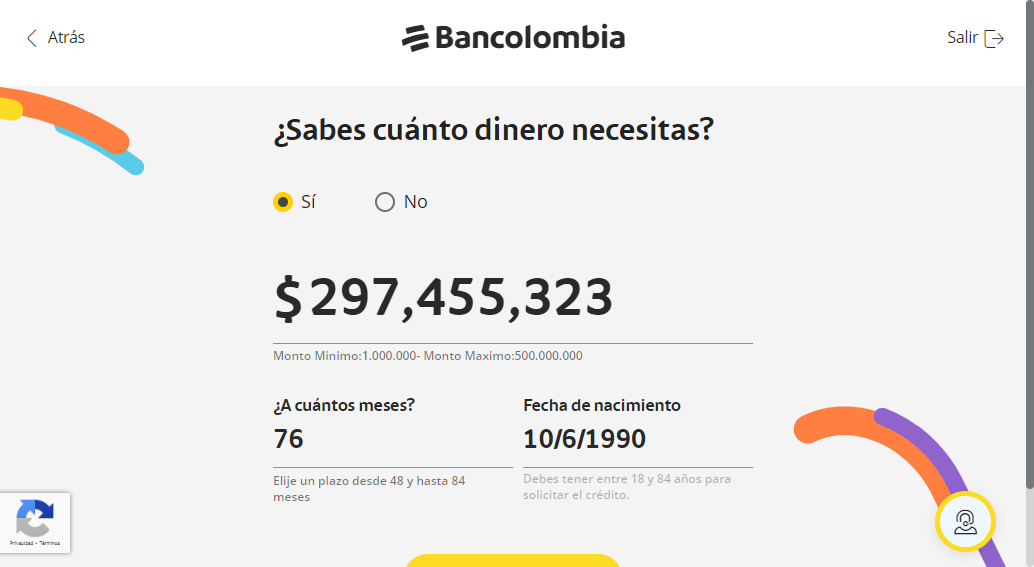 Atrás
Bancolombia
Salir
¿Sabes cuánto dinero necesitas?
Sí
No
$297,455,323
Monto Minimo:1.000.000- Monto Maximo:500.000.000
¿A cuántos meses?
Fecha de nacimiento
76
10/6/1990
Elije un plazo desde 48 y hasta 84
meses
Debes tener entre 18 y 84 años para
solicitar el crédito.
Privacidad - Términos